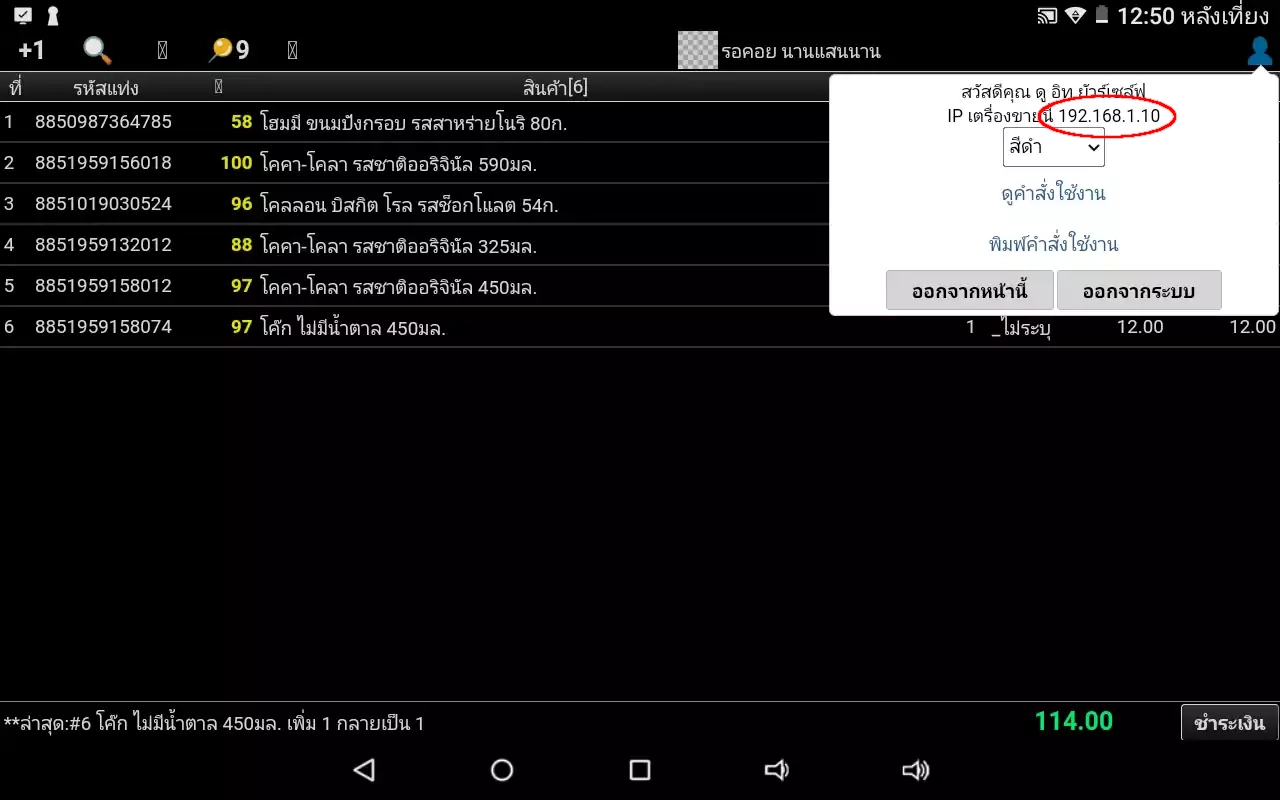 12:50 หลังเที่ยง
+1 9 รอคอย นานแสนนาน
ที่ รหัสแท่ง สินค้า[6]
1 8850987364785 58 โฮมมี ขนมปังกรอบ รสสาหร่ายโนริ 80ก.
2 8851959156018 100 โคคา-โคลา รสชาติออริจินัล 590มล.
3 8851019030524 96 โคลลอน บิสกิต โรล รสช็อกโแลต 54ก.
4 8851959132012 88 โคคา-โคลา รสชาติออริจินัล 325มล.
5 8851959158012 97 โคคา-โคลา รสชาติออริจินัล 450มล.
6 8851959158074 97 โค๊ก ไม่มีน้ำตาล 450มล. 1 _ไม่ระบุ 12.00 12.00
สวัสดีคุณ ดู อิท ยัวร์เซล์ฟ
IP เตรื่องขายนี้ 192.168.1.10
สีดำ
ดูคำสั่งใช้งาน
พิมพ์คำสั่งใช้งาน
ออกจากหน้านี้ ออกจากระบบ
**ล่าสุด:#6 โค๊ก ไม่มีน้ำตาล 450มล. เพิ่ม 1 กลายเป็น 1 114.00 ชำระเงิน